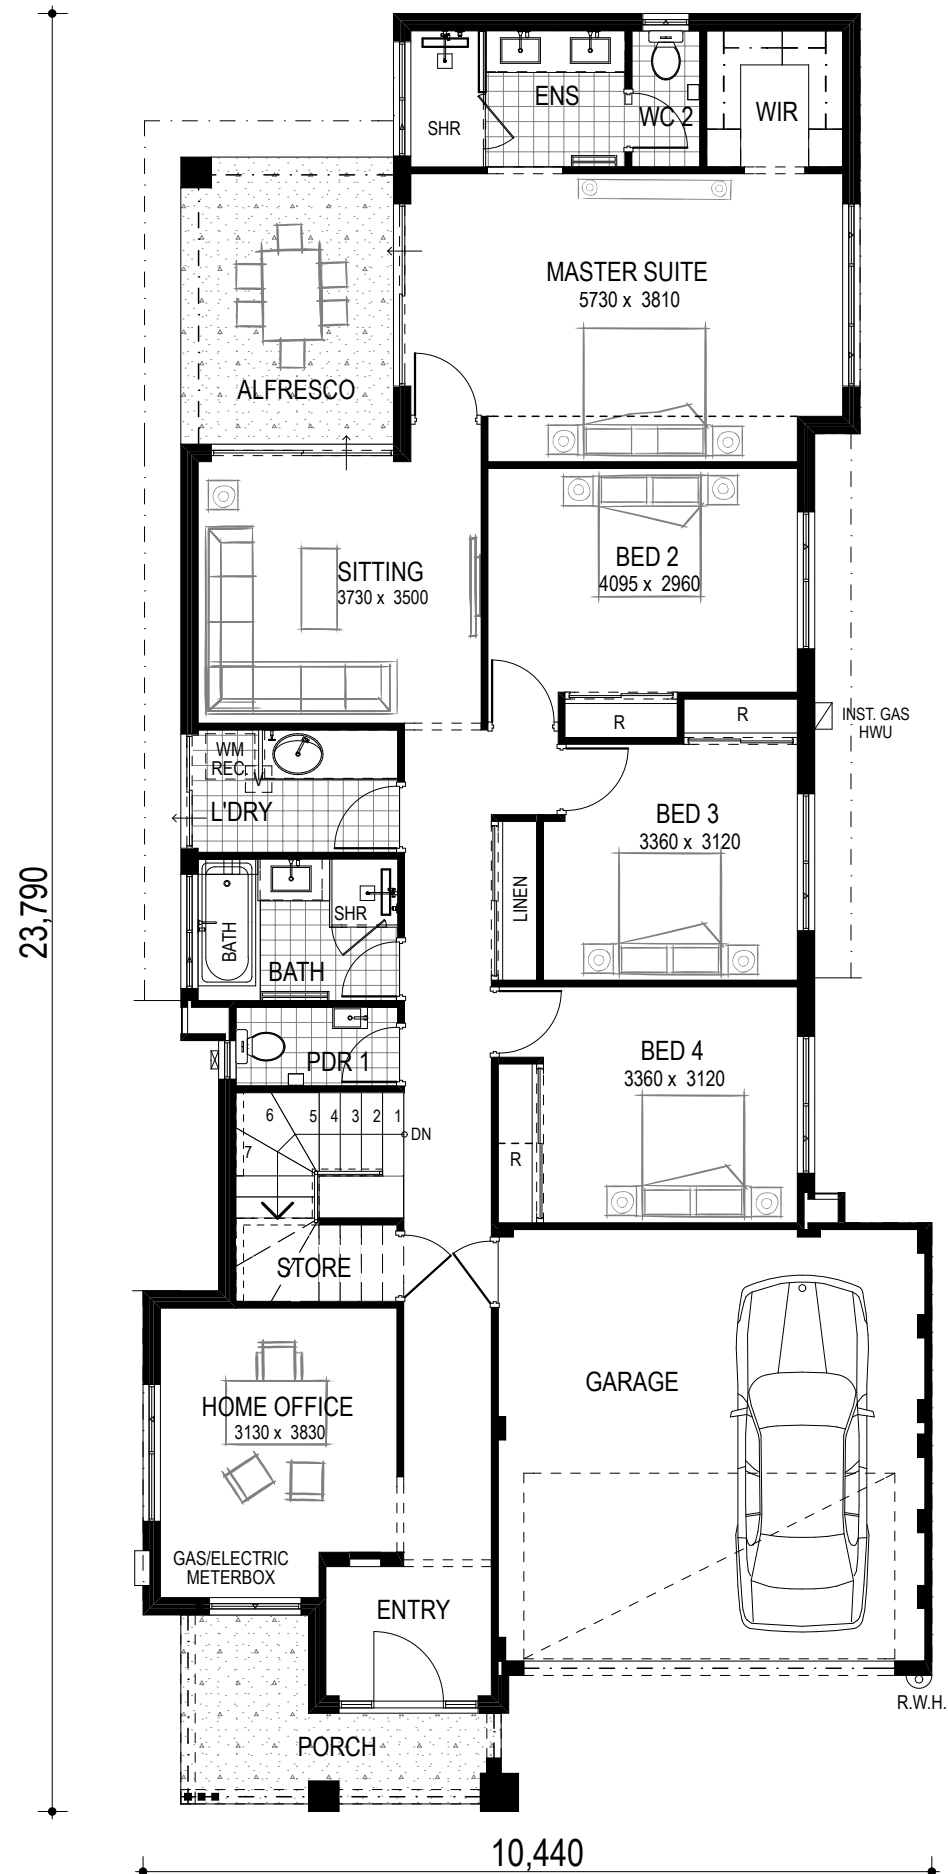 ENS
SHR
WC 2
WIR
MASTER SUITE
5730 x 3810
ALFRESCO
SITTING
3730 x 3500
BED 2
4095 x 2960
R
R
INST. GAS
HWU
WM
REC.
L'DRY
BED 3
3360 x 3120
LINEN
SHR
BATH
BATH
23,790
PDR 1
BED 4
3360 x 3120
6
5
4
3
2
1
DN
7
R
STORE
GARAGE
HOME OFFICE
3130 x 3830
GAS/ELECTRIC
METERBOX
ENTRY
R.W.H.
PORCH
10,440